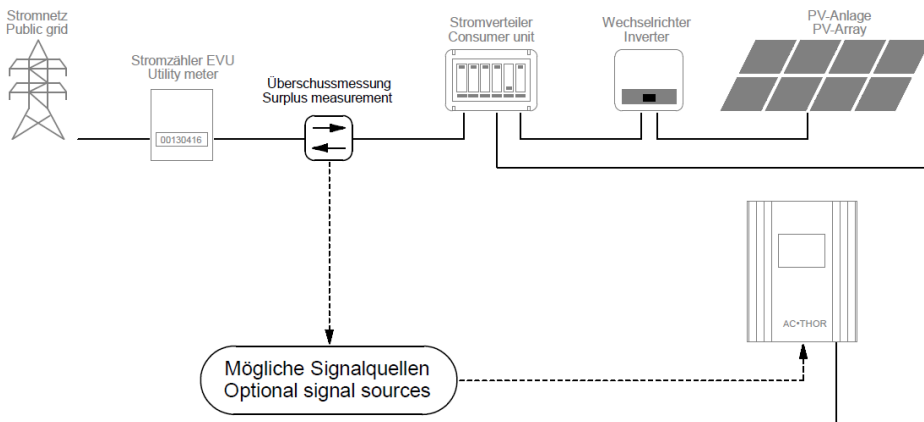 Stromnetz
Public grid
Stromzähler EVU
Utility meter
00130416
Überschussmessung
Surplus measurement
Stromverteiler
Consumer unit
Wechselrichter
Inverter
PV-Anlage
PV-Array
AC•THOR
Mögliche Signalquellen
Optional signal sources